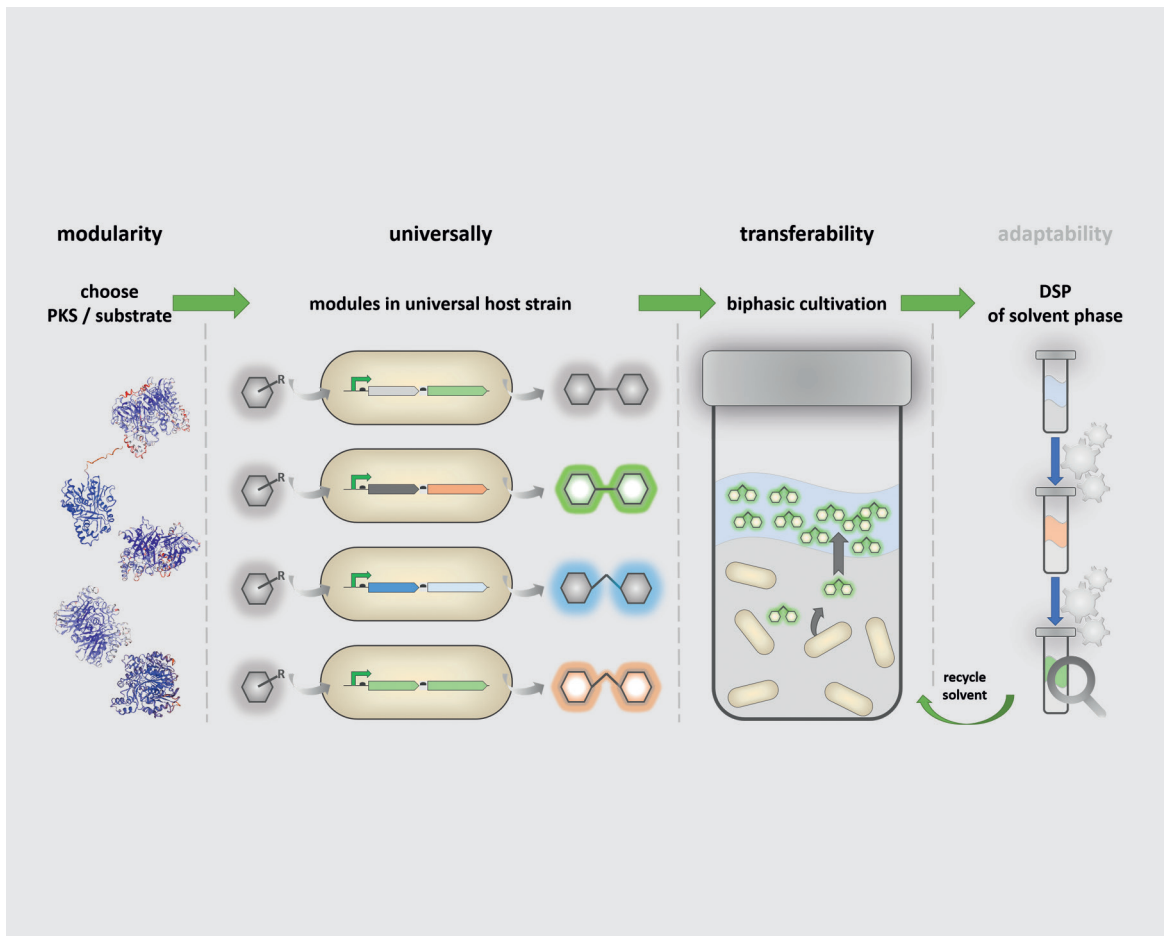 modularity
universally
transferability
adaptability
choose
PKS / substrate
modules in universal host strain
biphasic cultivation
DSP
of solvent phase
R
R
R
R
recycle
solvent